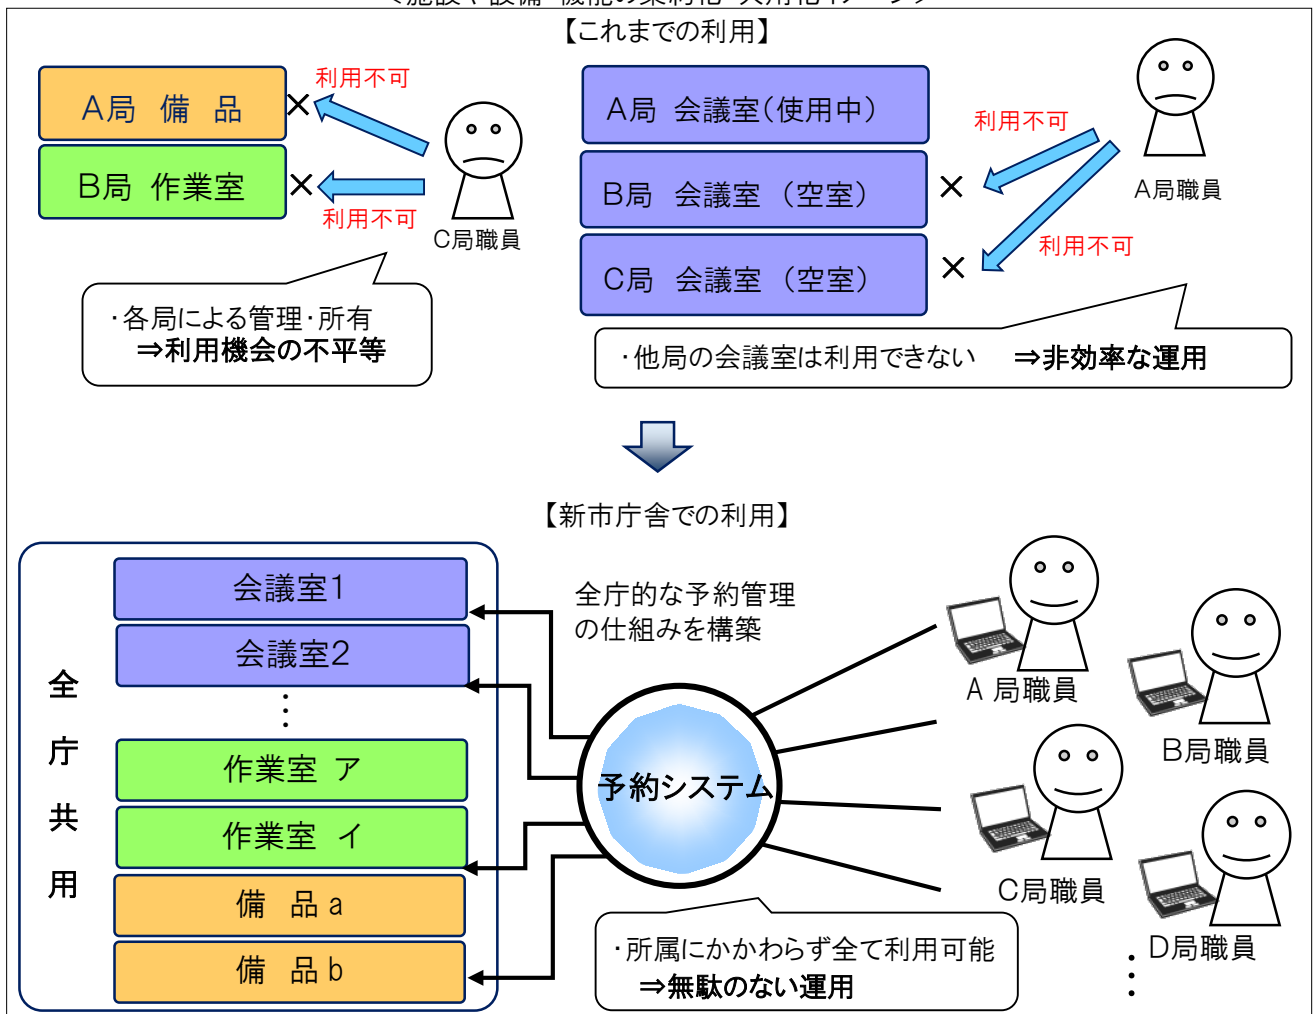 【これまでの利用】
利用不可
A局 備 品
×
B局 作業室
×
利用不可
C局職員
・各局による管理・所有
⇒利用機会の不平等
A局 会議室(使用中)
利用不可
B局 会議室 (空室)
×
A局職員
利用不可
C局 会議室 (空室)
×
・他局の会議室は利用できない ⇒非効率な運用
【新市庁舎での利用】
全庁共用
会議室1
会議室2
⋮
作業室 ア
作業室 イ
備 品 a
備 品 b
全庁的な予約管理
の仕組みを構築
予約システム
A 局職員
B局職員
C局職員
D局職員
⋮
・所属にかかわらず全て利用可能
⇒無駄のない運用